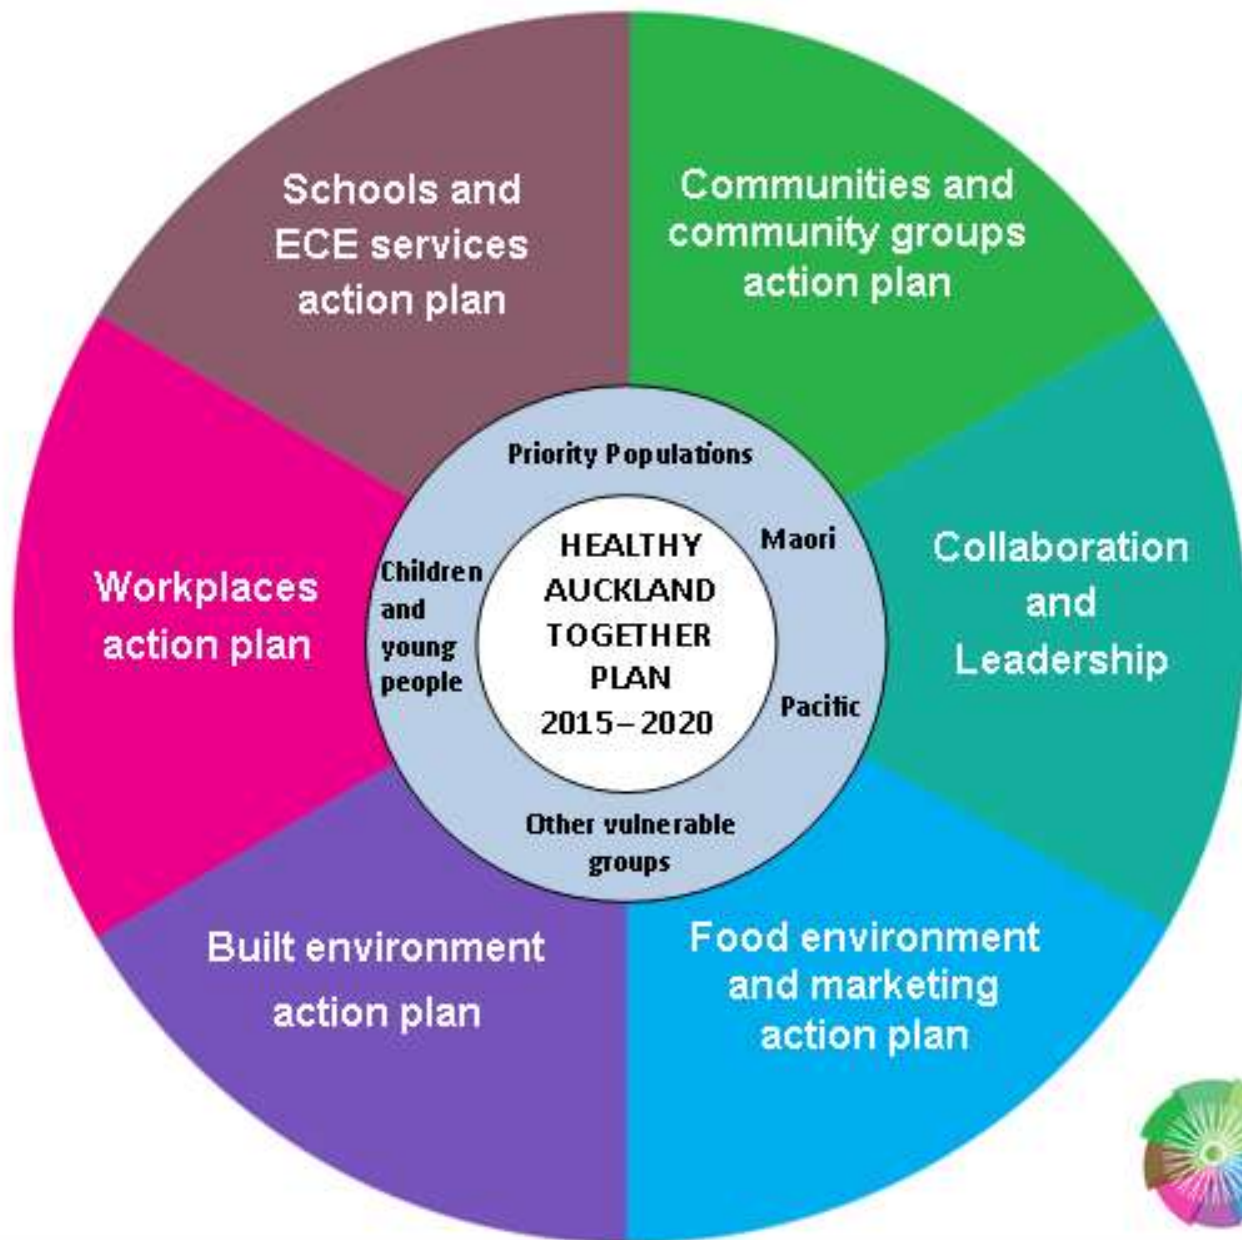 Schools and
ECE services
action plan
Communities and
community groups
action plan
Collaboration
and
Leadership
Food environment
and marketing
action plan
Built environment
action plan
Workplaces
action plan
Priority Populations
Maori
Pacific
Other vulnerable
groups
Children
and
young
people
HEALTHY
AUCKLAND
TOGETHER
PLAN
2015–2020